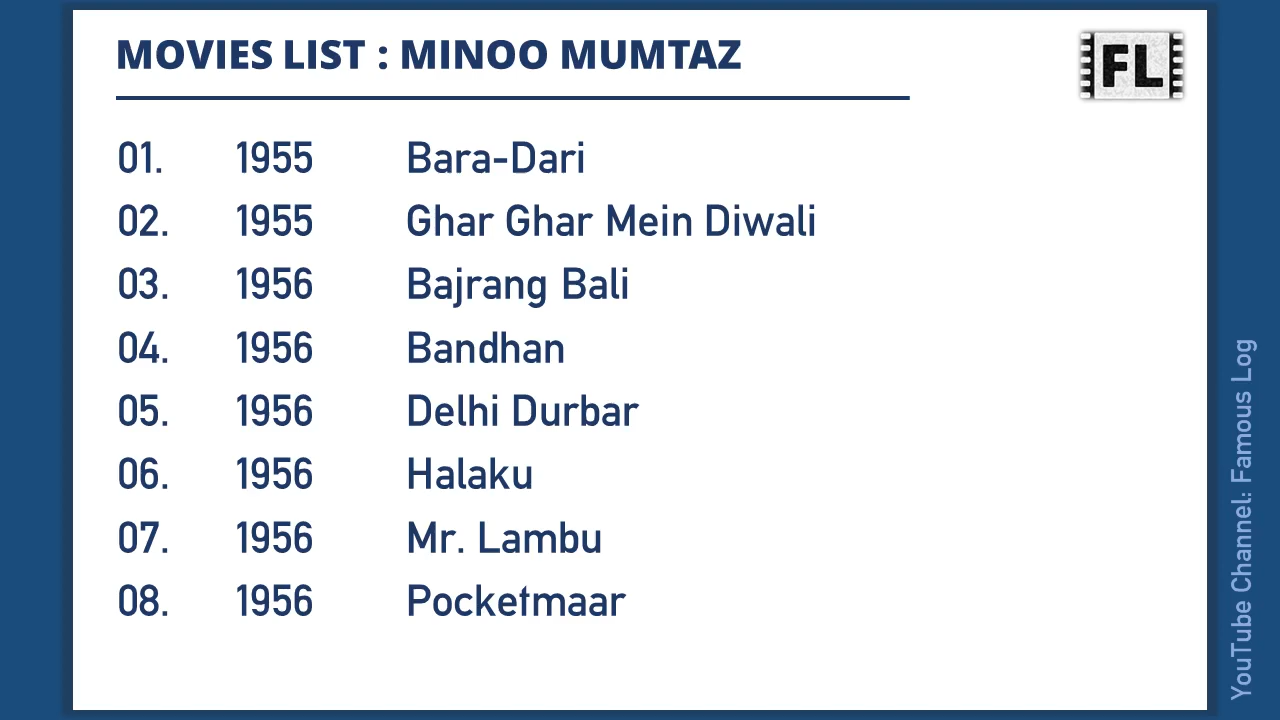 MOVIES LIST : MINOO MUMTAZ
FL
01. 1955 Bara-Dari
02. 1955 Ghar Ghar Mein Diwali
03. 1956 Bajrang Bali
04. 1956 Bandhan
05. 1956 Delhi Durbar
06. 1956 Halaku
07. 1956 Mr. Lambu
08. 1956 Pocketmaar
YouTube Channel: Famous Log